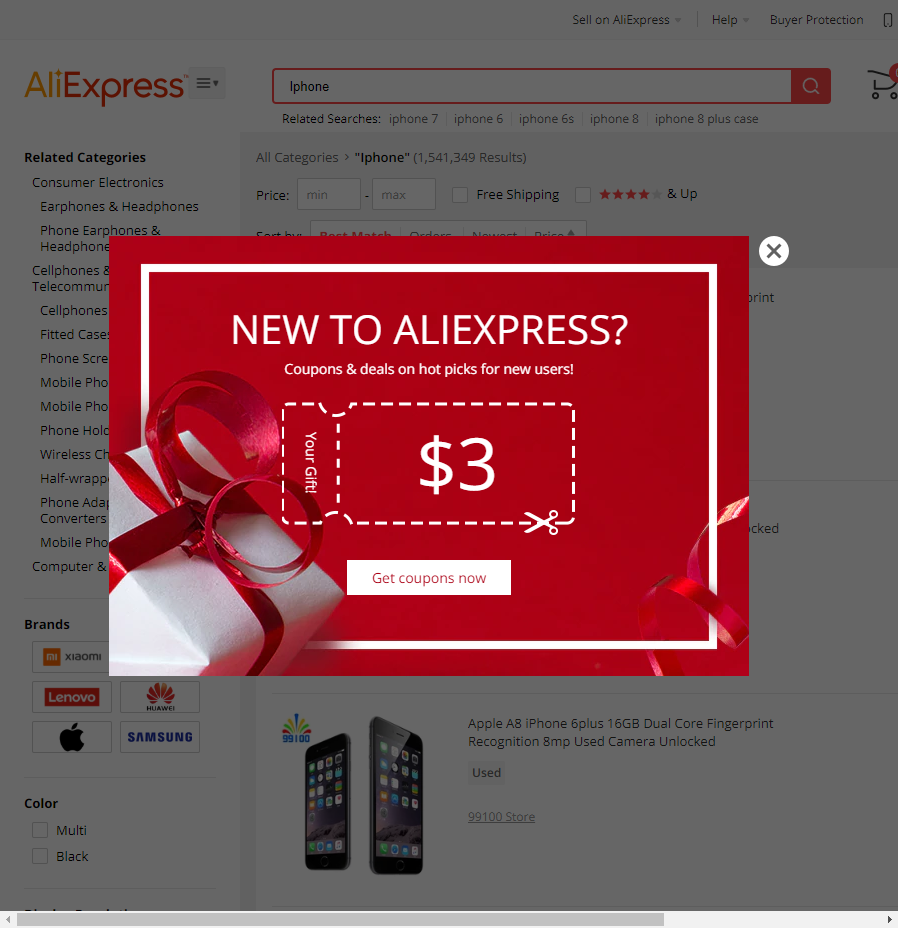 Sell on AliExpress
Help
Buyer Protection
AliExpress™
Iphone
Related Searches: iphone 7 iphone 6 iphone 6s iphone 8 iphone 8 plus case
Related Categories
Consumer Electronics
Earphones & Headphones
Phone Earphones &
Headphone
Cellphones &
Telecommun
Cellphones
Fitted Cases
Phone Scre
Mobile Pho
Mobile Pho
Phone Hold
Wireless Ch
Half-wrappe
Phone Adap
Converters
Mobile Pho
Computer &
Brands
mi xiaomi
Lenovo
HUAWEI
SAMSUNG
Color
Multi
Black
All Categories > "Iphone" (1,541,349 Results)
Price: min - max Free Shipping & Up
Sort by: Best Match Orders Newest Price
print
NEW TO ALIEXPRESS?
Coupons & deals on hot picks for new users!
Your Gift!
$3
Get coupons now
ocked
99100
Apple A8 iPhone 6plus 16GB Dual Core Fingerprint
Recognition 8mp Used Camera Unlocked
Used
99100 Store